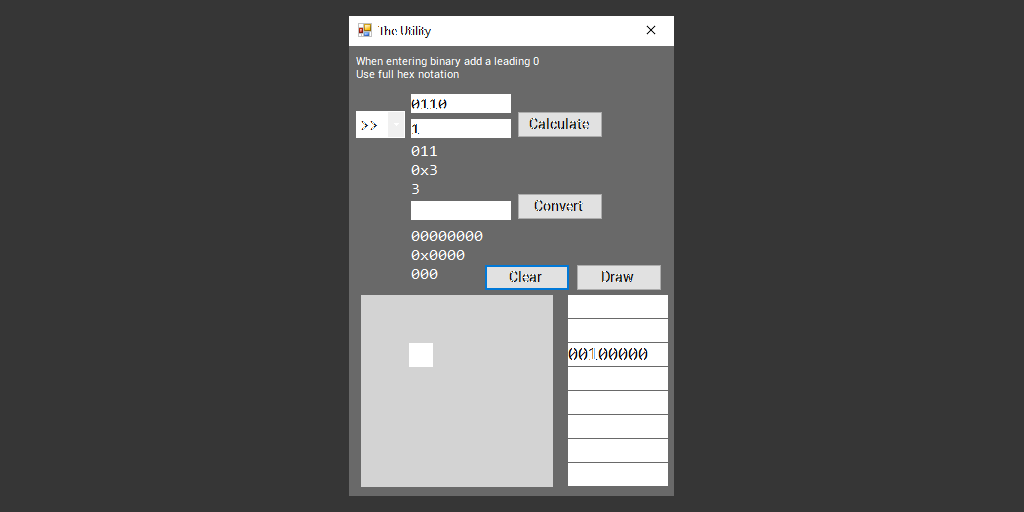 The Utility
When entering binary add a leading 0
Use full hex notation
0110
>>
1
Calculate
011
0x3
3
Convert
00000000
0x0000
000
Clear
Draw
00100000